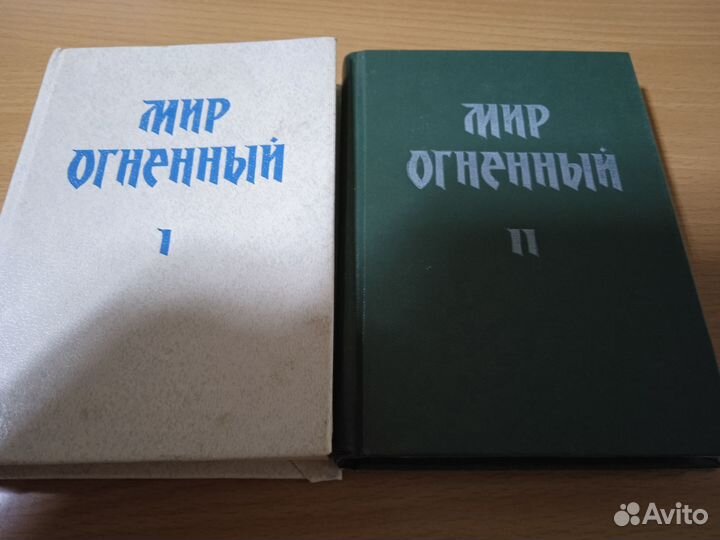 Мир
огненный
I
Мир
огненный
II
Avito